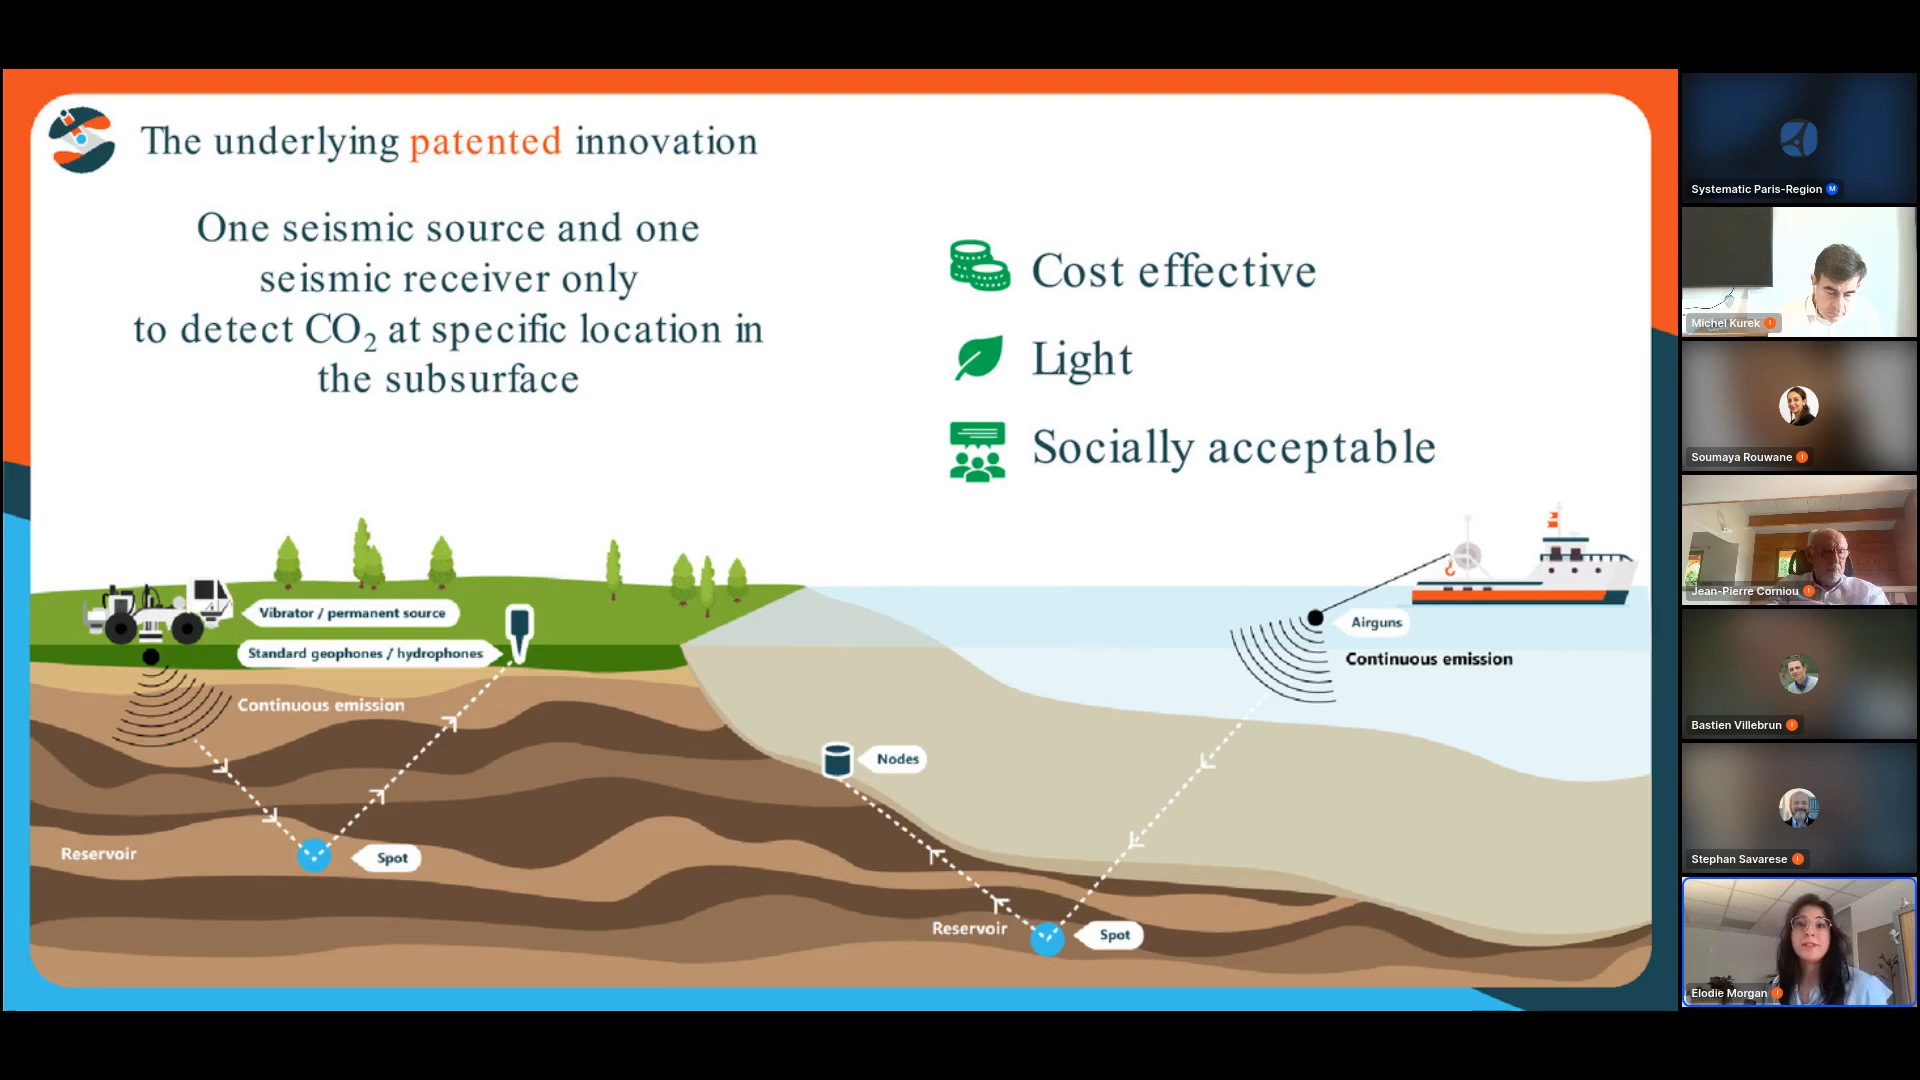 The underlying patented innovation
One seismic source and one
seismic receiver only
to detect CO₂ at specific location in
the subsurface
Cost effective
Light
Socially acceptable
Vibrator / permanent source
Standard geophones / hydrophones
Continuous emission
Reservoir
Spot
Airguns
Continuous emission
Nodes
Reservoir
Spot
Systematic Paris-Region M
Michel Kurek
Soumaya Rouwane
Jean-Pierre Corniou
Bastien Villebrun
Stephan Savarese
Elodie Morgan